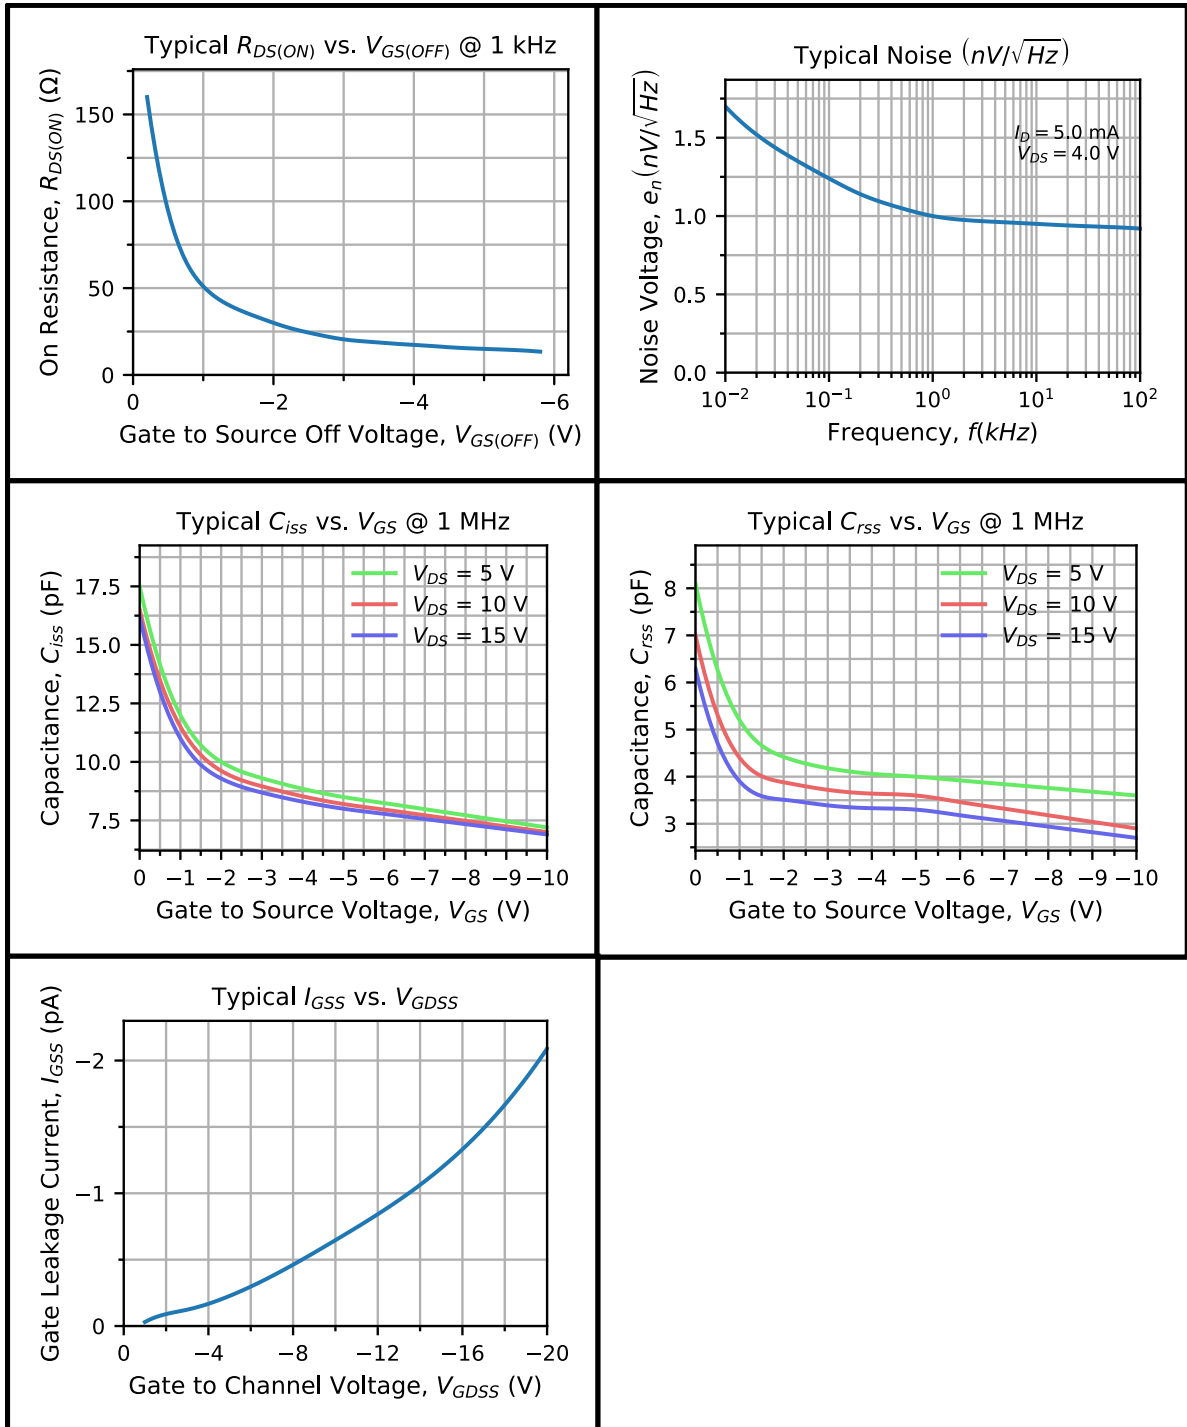 Typical R_DS(ON) vs. V_GS(OFF) @ 1 kHz
On Resistance, R_DS(ON) (Ω)
150
100
50
0
0 −2 −4 −6
Gate to Source Off Voltage, V_GS(OFF) (V)
Typical Noise (nV/√Hz)
Noise Voltage, e_n (nV/√Hz)
I_D = 5.0 mA
V_DS = 4.0 V
1.5
1.0
0.5
0.0
10⁻² 10⁻¹ 10⁰ 10¹ 10²
Frequency, f(kHz)
Typical C_iss vs. V_GS @ 1 MHz
Capacitance, C_iss (pF)
V_DS = 5 V
V_DS = 10 V
V_DS = 15 V
17.5
15.0
12.5
10.0
7.5
0 −1 −2 −3 −4 −5 −6 −7 −8 −9 −10
Gate to Source Voltage, V_GS (V)
Typical C_rss vs. V_GS @ 1 MHz
Capacitance, C_rss (pF)
V_DS = 5 V
V_DS = 10 V
V_DS = 15 V
8
7
6
5
4
3
0 −1 −2 −3 −4 −5 −6 −7 −8 −9 −10
Gate to Source Voltage, V_GS (V)
Typical I_GSS vs. V_GDSS
Gate Leakage Current, I_GSS (pA)
−2
−1
0
0 −4 −8 −12 −16 −20
Gate to Channel Voltage, V_GDSS (V)